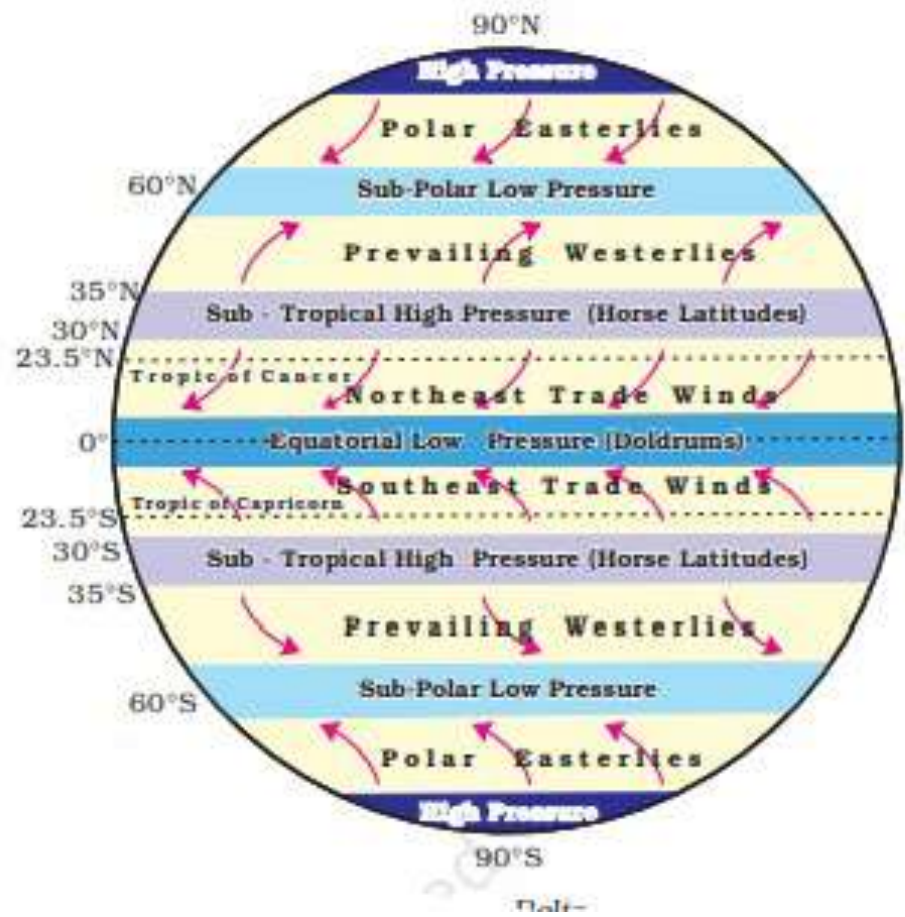 90°N
High Pressure
Polar Easterlies
60°N
Sub-Polar Low Pressure
Prevailing Westerlies
35°N
Sub - Tropical High Pressure (Horse Latitudes)
30°N
23.5°N
Tropic of Cancer
Northeast Trade Winds
0°
Equatorial Low Pressure (Doldrums)
Southeast Trade Winds
Tropic of Capricorn
23.5°S
30°S
Sub - Tropical High Pressure (Horse Latitudes)
35°S
Prevailing Westerlies
Sub-Polar Low Pressure
60°S
Polar Easterlies
High Pressure
90°S